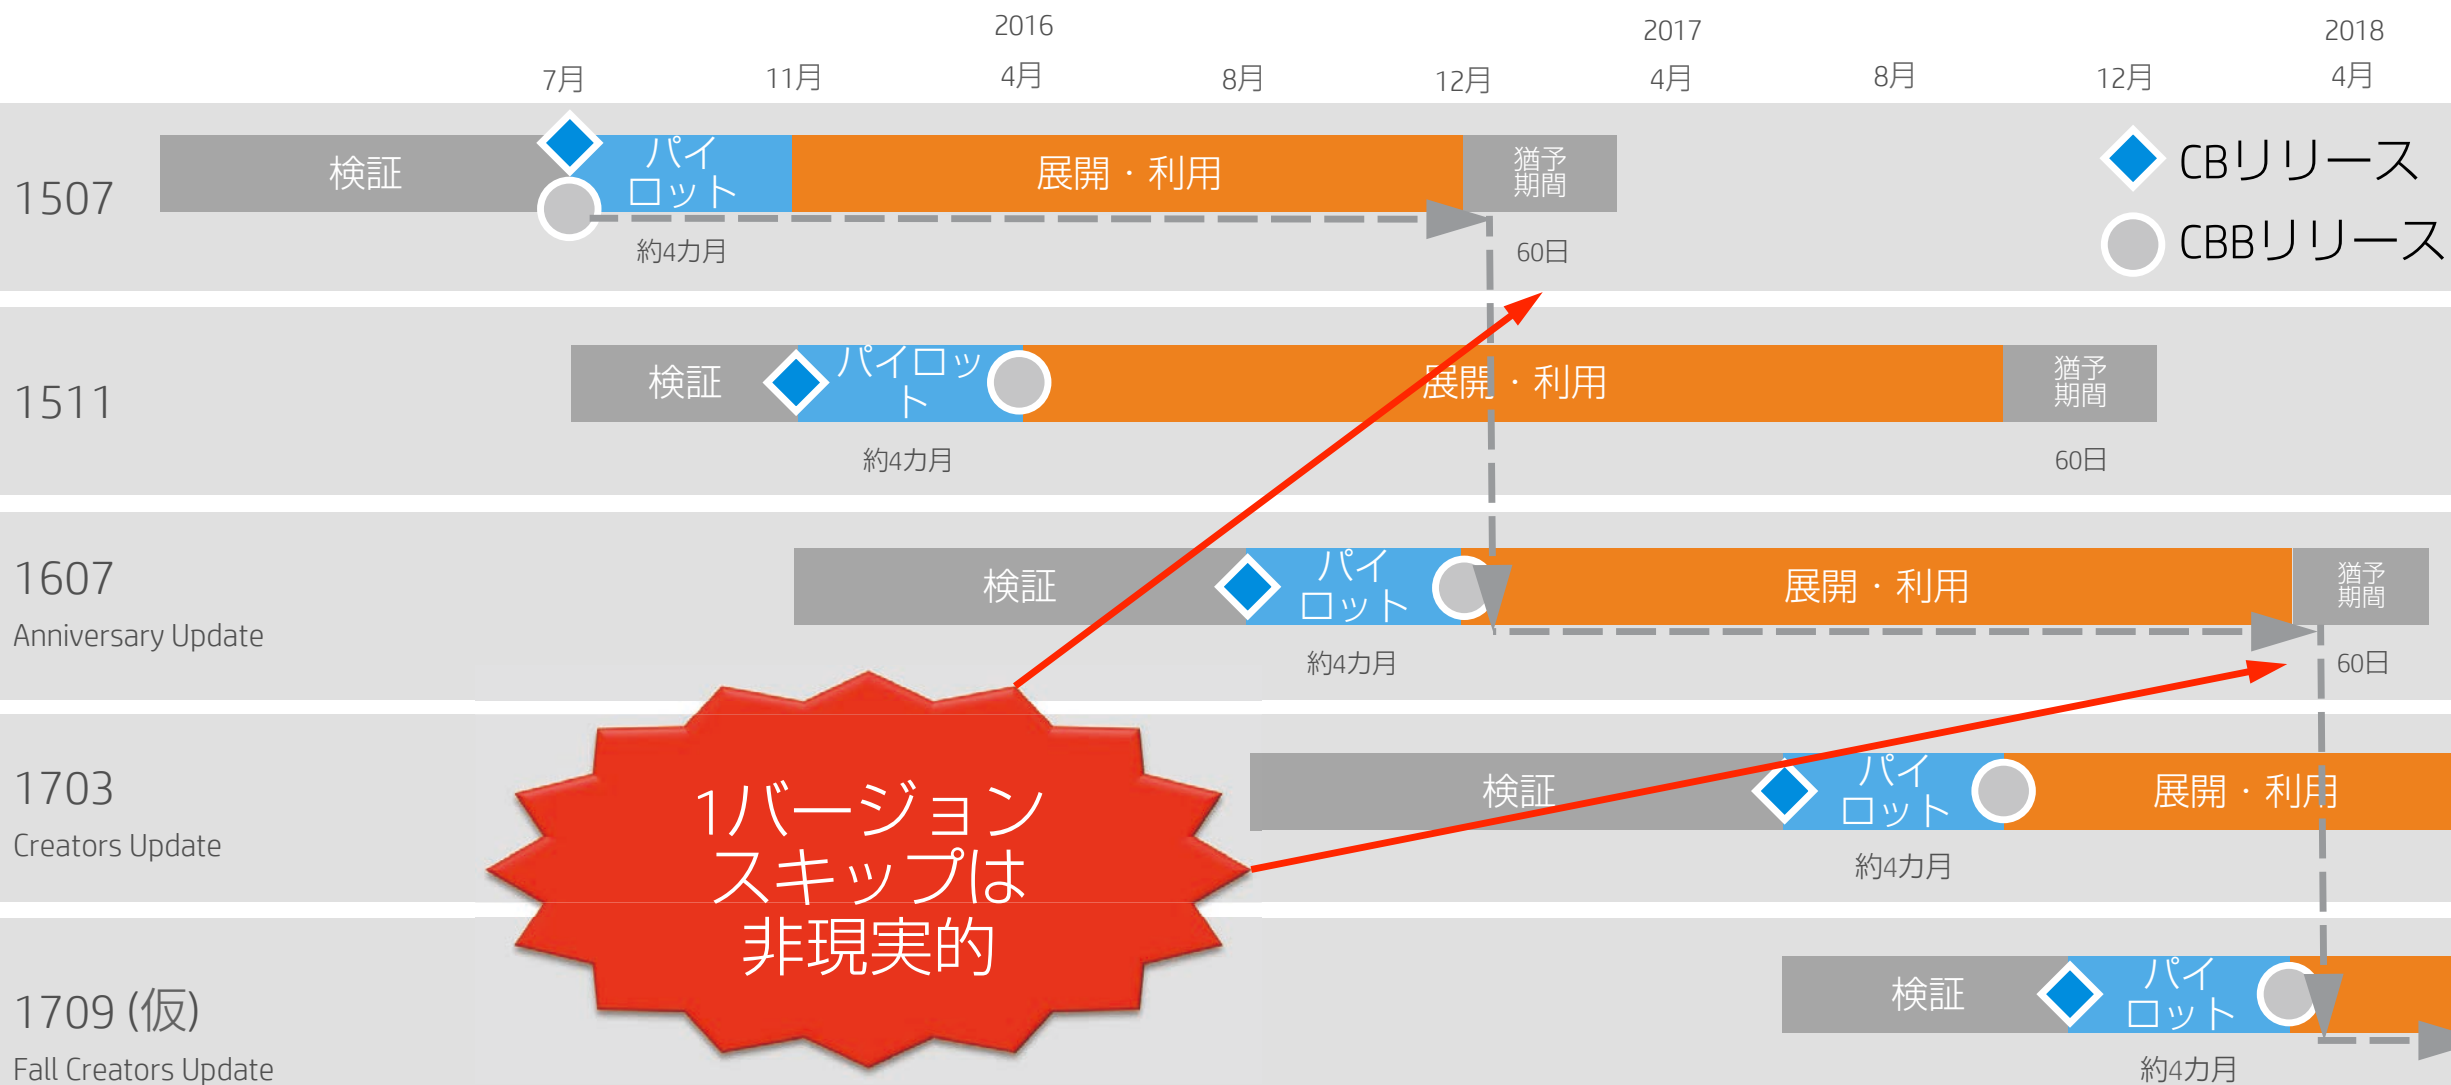 2016
2017
2018
7月
11月
4月
8月
12月
4月
8月
12月
4月
1507
検証
パイ
ロット
展開・利用
猶予
期間
約4カ月
60日
CBリリース
CBBリリース
1511
検証
パイロッ
ト
展開・利用
猶予
期間
約4カ月
60日
1607
Anniversary Update
検証
パイ
ロット
展開・利用
猶予
期間
約4カ月
60日
1703
Creators Update
検証
パイ
ロット
展開・利用
約4カ月
1バージョン
スキップは
非現実的
1709 (仮)
Fall Creators Update
検証
パイ
ロット
約4カ月